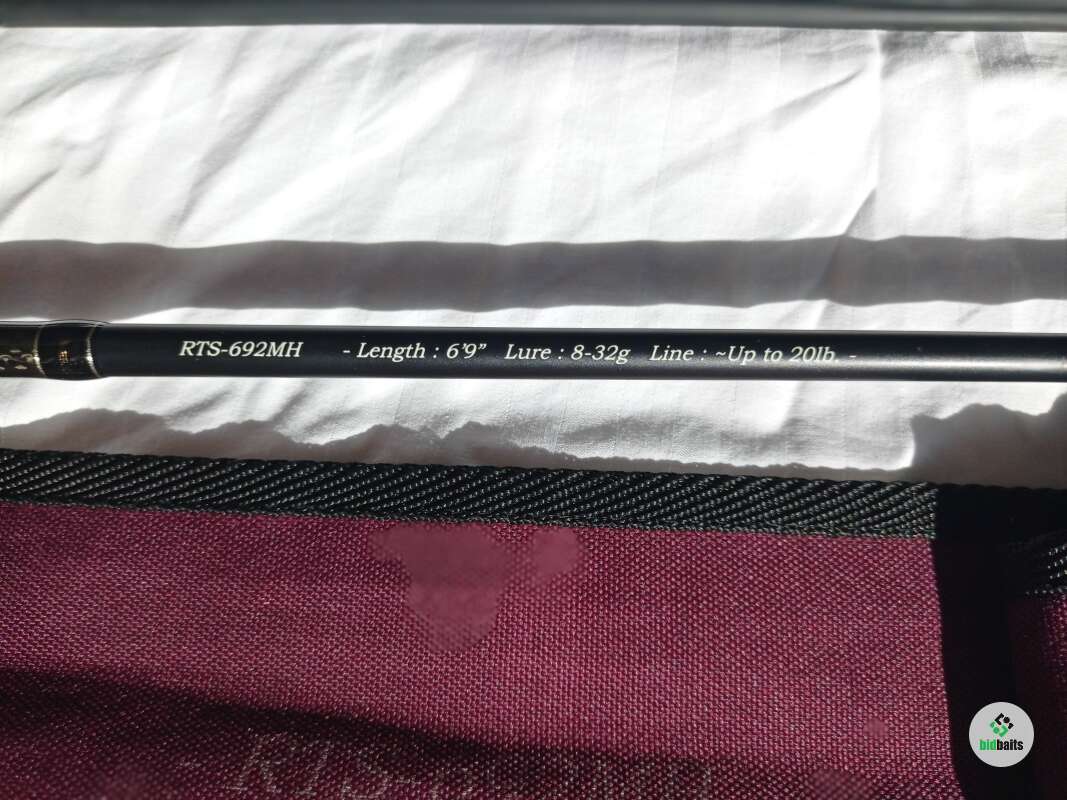 RTS-692MH - Length : 6'9” Lure : 8-32g Line : ~Up to 20lb. -
bidbaits